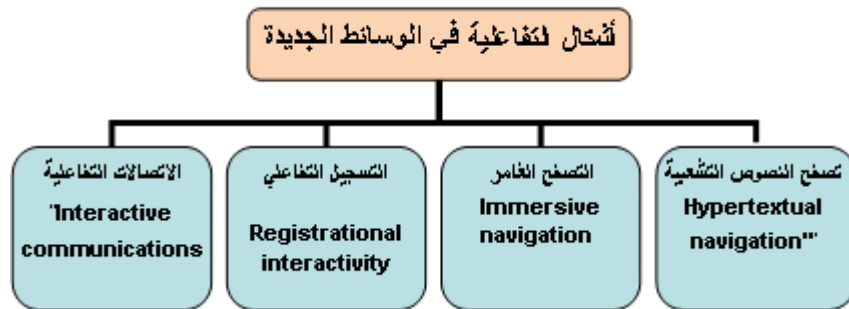 أشكال التفاعلية في الوسائط الجديدة
تصفح النصوص التشعبية
Hypertextual
navigation'"
التصفح الغامر
Immersive
navigation
التسجيل التفاعلي
Registrational
interactivity
الاتصالات التفاعلية
"Interactive
communications